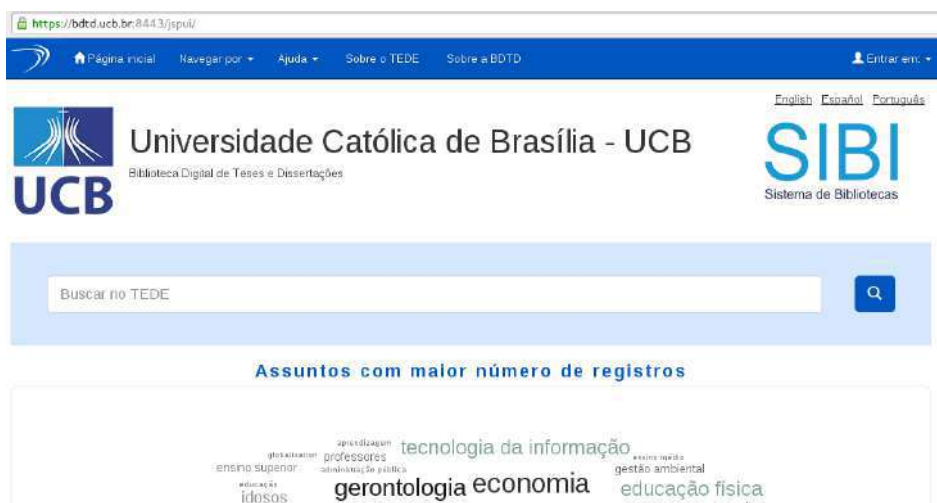 https://bdtd.ucb.br:8443/jspui/
Página inicial Navegar por Ajuda Sobre o TEDE Sobre a BDTD Entrar em:
English Español Português
UCB
Universidade Católica de Brasília - UCB
Biblioteca Digital de Teses e Dissertações
SIBI
Sistema de Bibliotecas
Buscar no TEDE
Assuntos com maior número de registros
aprendizagem tecnologia da informação
globalization professores ensino médio
ensino superior administração pública gestão ambiental
educação gerontologia economia educação física
idosos